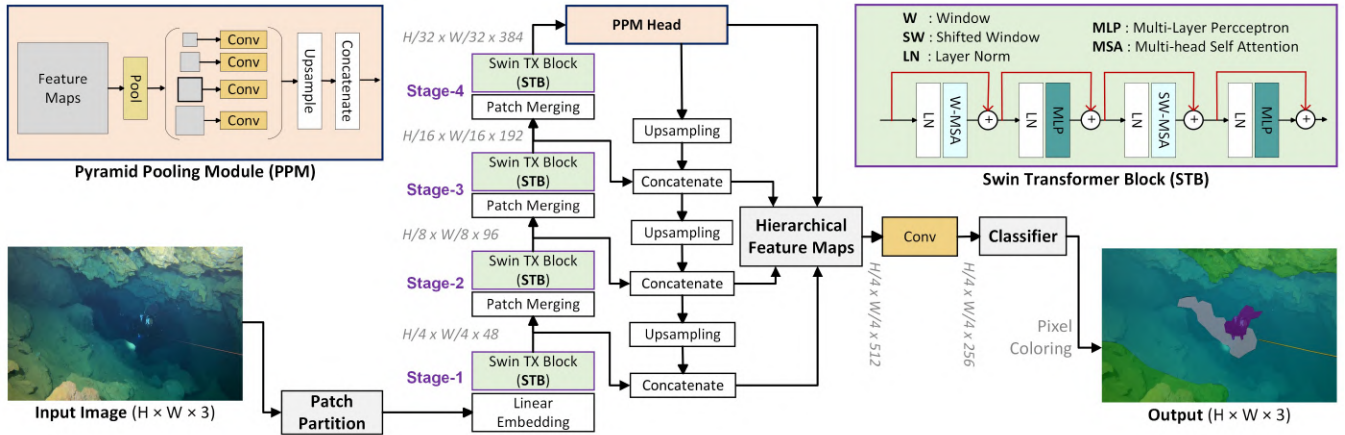 Feature
Maps
Pool
Conv
Conv
Conv
Conv
Upsample
Concatenate
Pyramid Pooling Module (PPM)
H/32 x W/32 x 384
PPM Head
Swin TX Block
(STB)
Stage-4
Patch Merging
H/16 x W/16 x 192
Swin TX Block
(STB)
Stage-3
Patch Merging
H/8 x W/8 x 96
Swin TX Block
(STB)
Stage-2
Patch Merging
H/4 x W/4 x 48
Swin TX Block
(STB)
Stage-1
Linear
Embedding
Upsampling
Concatenate
Upsampling
Concatenate
Upsampling
Concatenate
Hierarchical
Feature Maps
H/4 x W/4 x 512
Conv
H/4 x W/4 x 256
Classifier
Pixel
Coloring
W : Window
SW : Shifted Window
LN : Layer Norm
MLP : Multi-Layer Percceptron
MSA : Multi-head Self Attention
LN
W-MSA
+
LN
MLP
+
LN
SW-MSA
+
LN
MLP
+
Swin Transformer Block (STB)
Input Image (H × W × 3)
Patch
Partition
Output (H × W × 3)